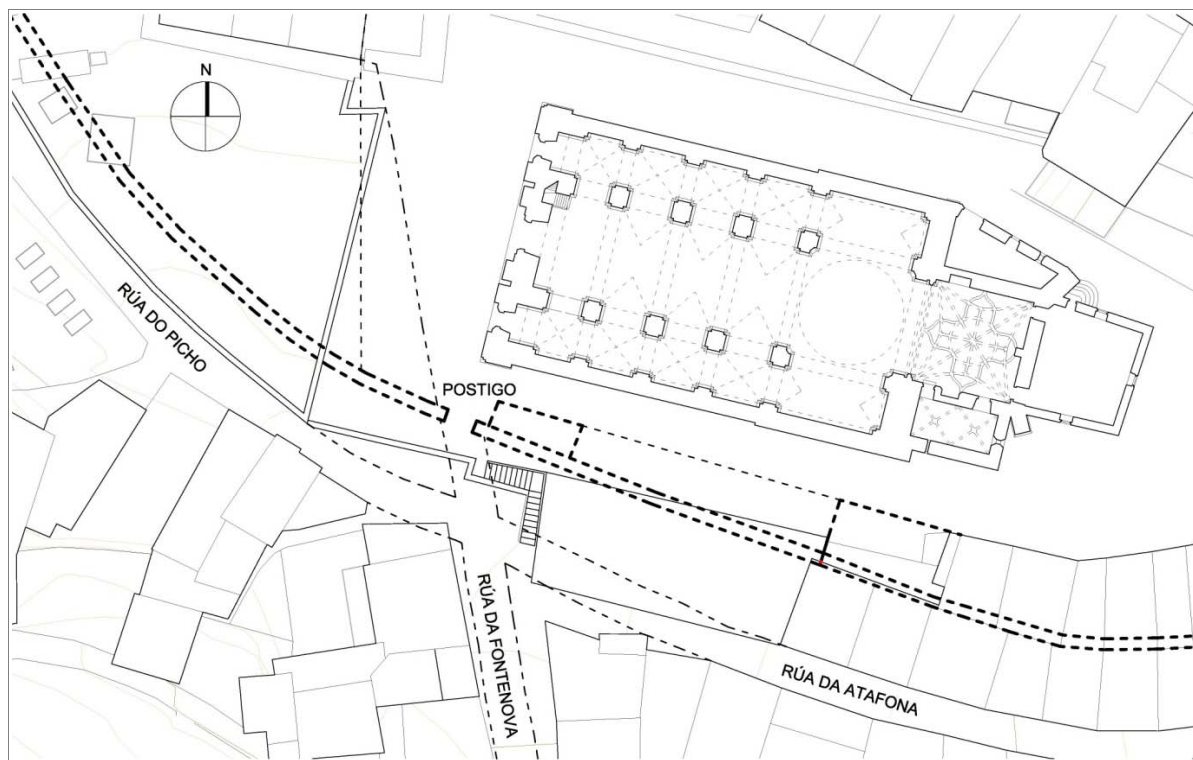 N
RÚA DO PICHO
POSTIGO
RÚA DA FONTENOVA
RÚA DA ATAFONA